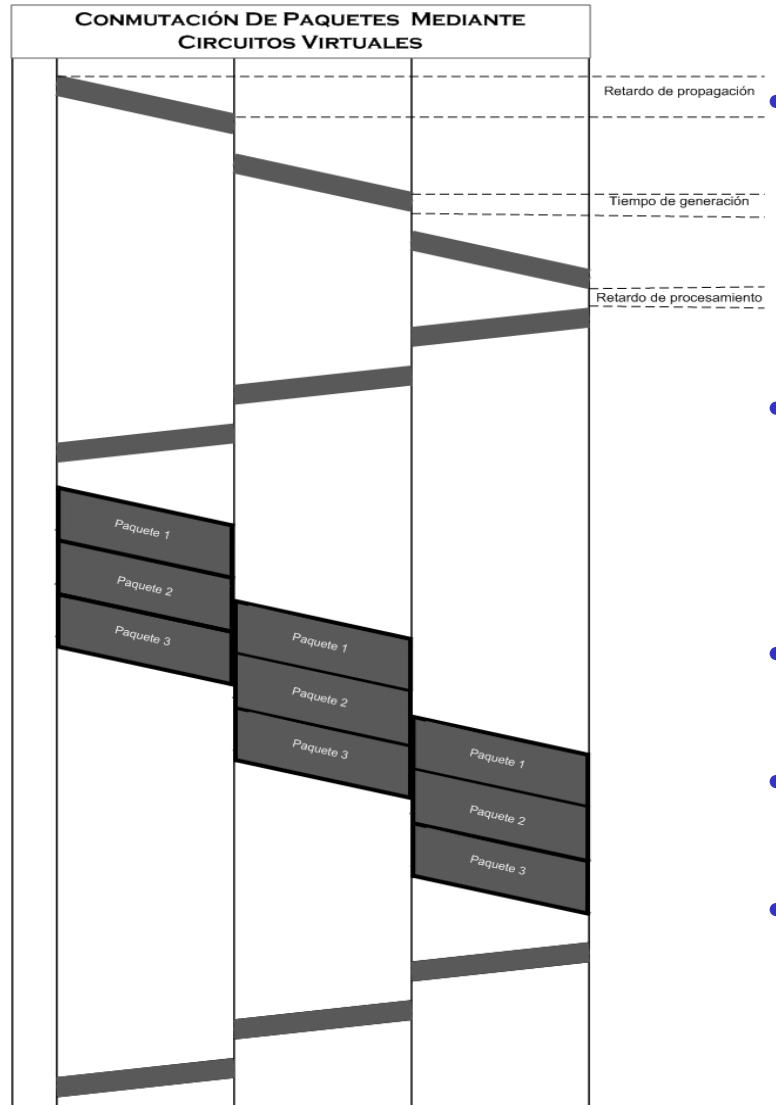 CONMUTACIÓN DE PAQUETES MEDIANTE
CIRCUITOS VIRTUALES
Retardo de propagación
Tiempo de generación
Retardo de procesamiento
Paquete 1
Paquete 2
Paquete 3
Paquete 1
Paquete 2
Paquete 3
Paquete 1
Paquete 2
Paquete 3